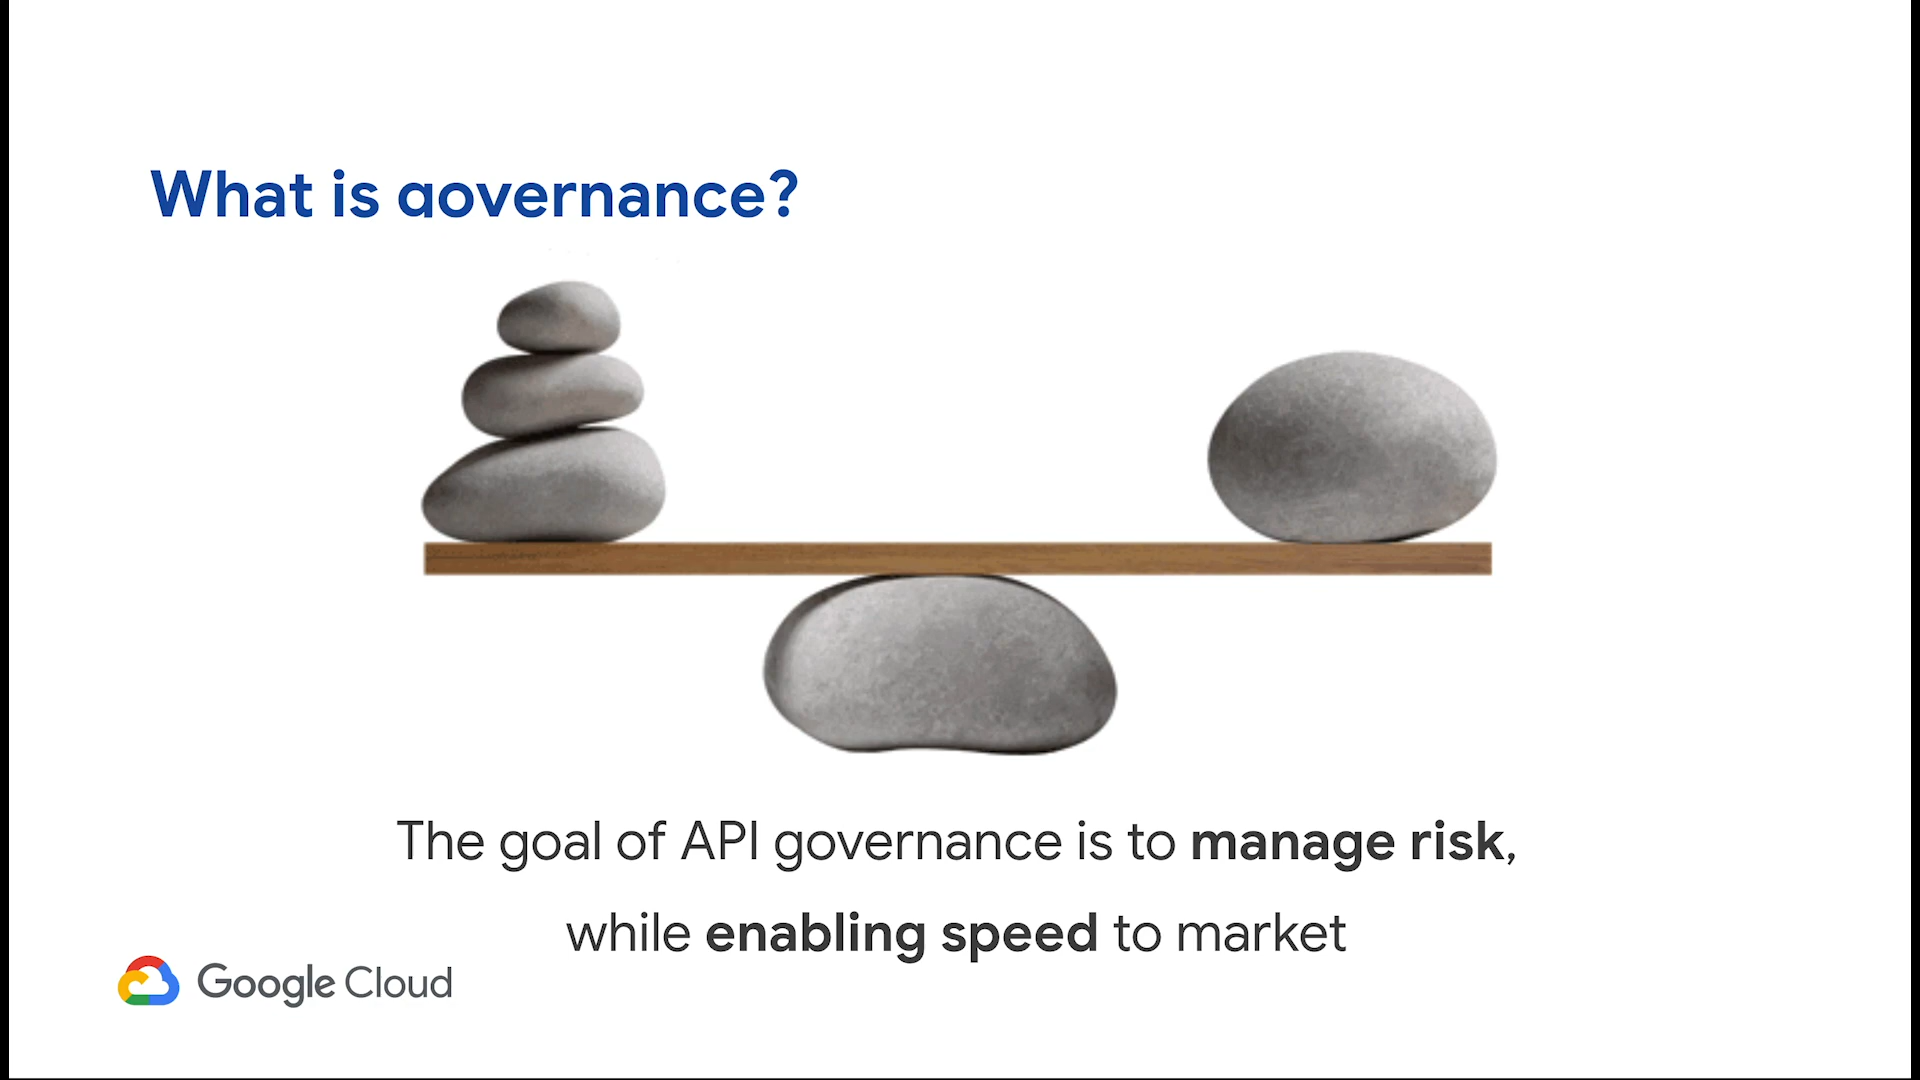 What is governance?
The goal of API governance is to manage risk,
while enabling speed to market
Google Cloud